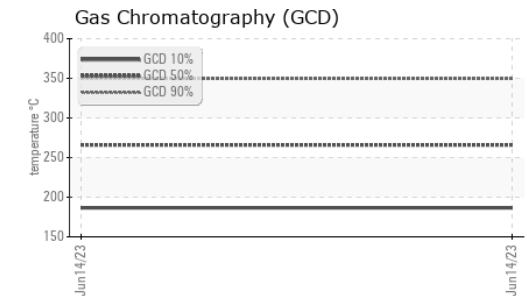 Gas Chromatography (GCD)
400
350
300
250
200
150
temperature °C
GCD 10%
GCD 50%
GCD 90%
Jun14/23
Jun14/23